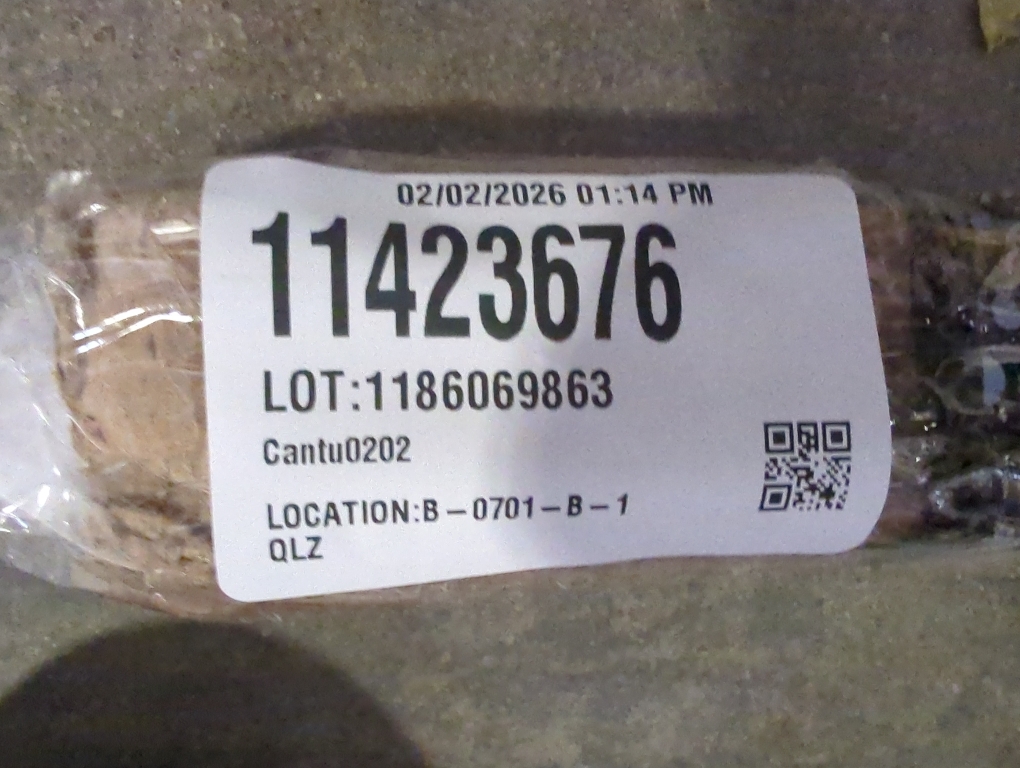 02/02/2026 01:14 PM
11423676
LOT:1186069863
Cantu0202
LOCATION:B-0701-B-1
QLZ